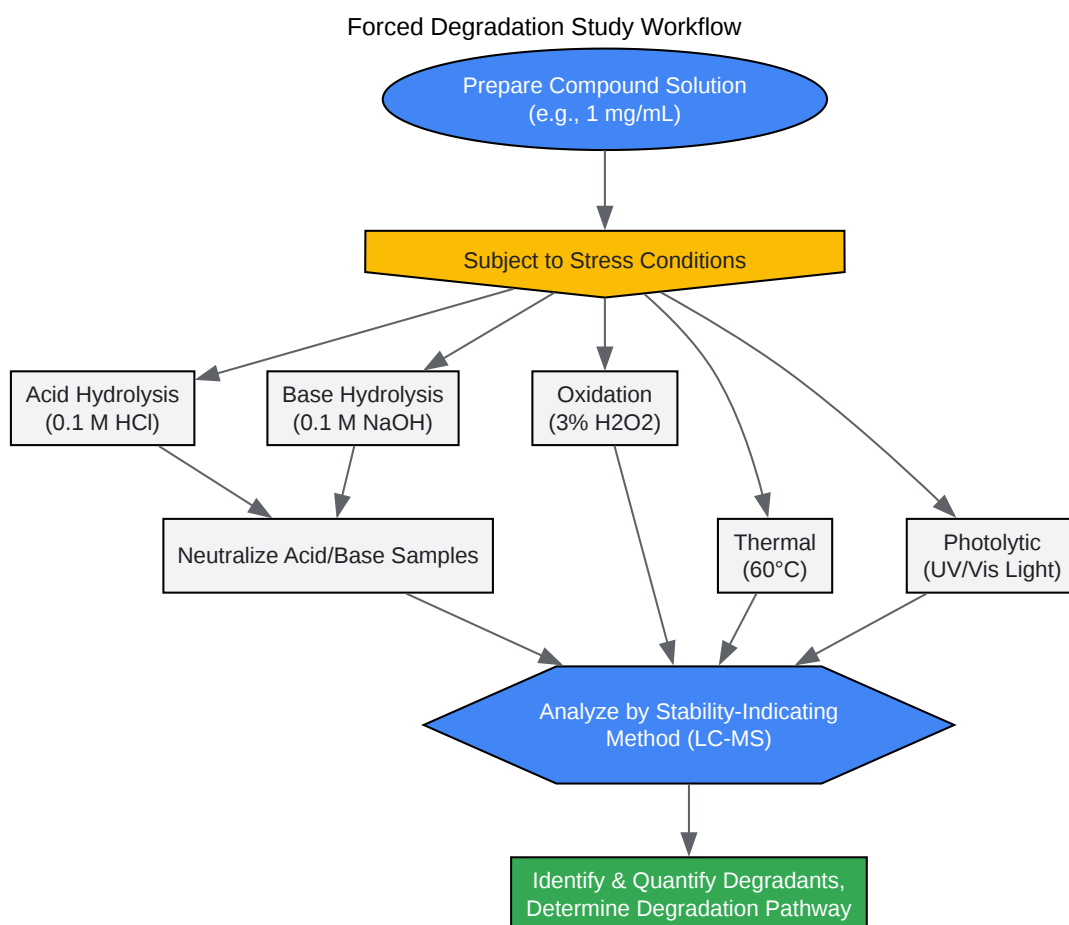 Forced Degradation Study Workflow
Prepare Compound Solution
(e.g., 1 mg/mL)
Subject to Stress Conditions
Acid Hydrolysis
(0.1 M HCl)
Base Hydrolysis
(0.1 M NaOH)
Oxidation
(3% H2O2)
Neutralize Acid/Base Samples
Thermal
(60°C)
Photolytic
(UV/Vis Light)
Analyze by Stability-Indicating
Method (LC-MS)
Identify & Quantify Degradants,
Determine Degradation Pathway